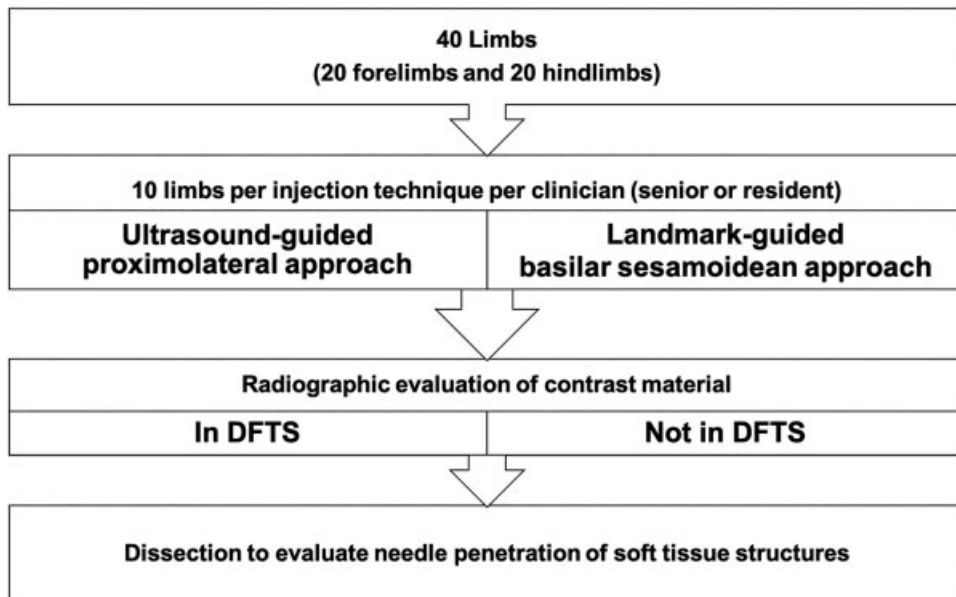 40 Limbs
(20 forelimbs and 20 hindlimbs)
10 limbs per injection technique per clinician (senior or resident)
Ultrasound-guided
proximolateral approach
Landmark-guided
basilar sesamoidean approach
Radiographic evaluation of contrast material
In DFTS
Not in DFTS
Dissection to evaluate needle penetration of soft tissue structures